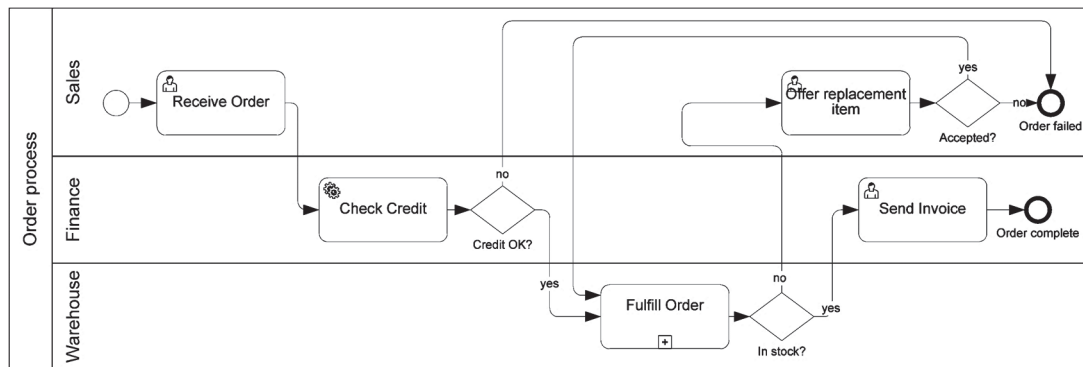 Order process
Sales
Receive Order
no
yes
Offer replacement
item
Accepted?
no
Order failed
Finance
Check Credit
no
Credit OK?
yes
Send Invoice
Order complete
Warehouse
Fulfill Order
no
yes
In stock?